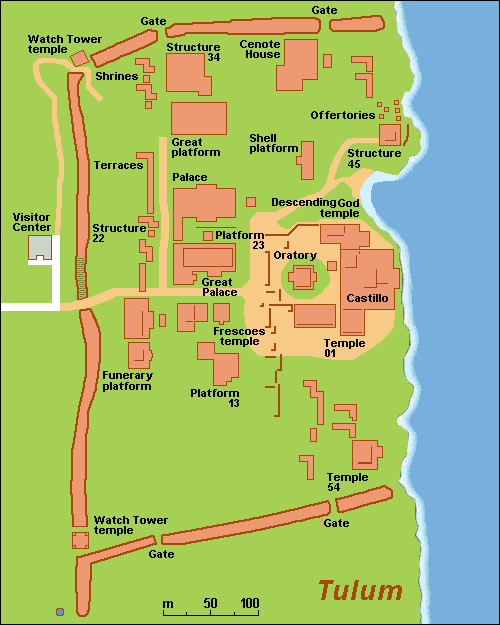 Gate
Gate
Watch Tower
temple
Structure
34
Cenote
House
Shrines
Offertories
Great
platform
Shell
platform
Structure
45
Terraces
Palace
Descending God
temple
Visitor
Center
Structure
22
Platform
23
Oratory
Great
Palace
Castillo
Frescoes
temple
Temple
01
Funerary
platform
Platform
13
Temple
54
Watch Tower
temple
Gate
Gate
m 50 100
Tulum